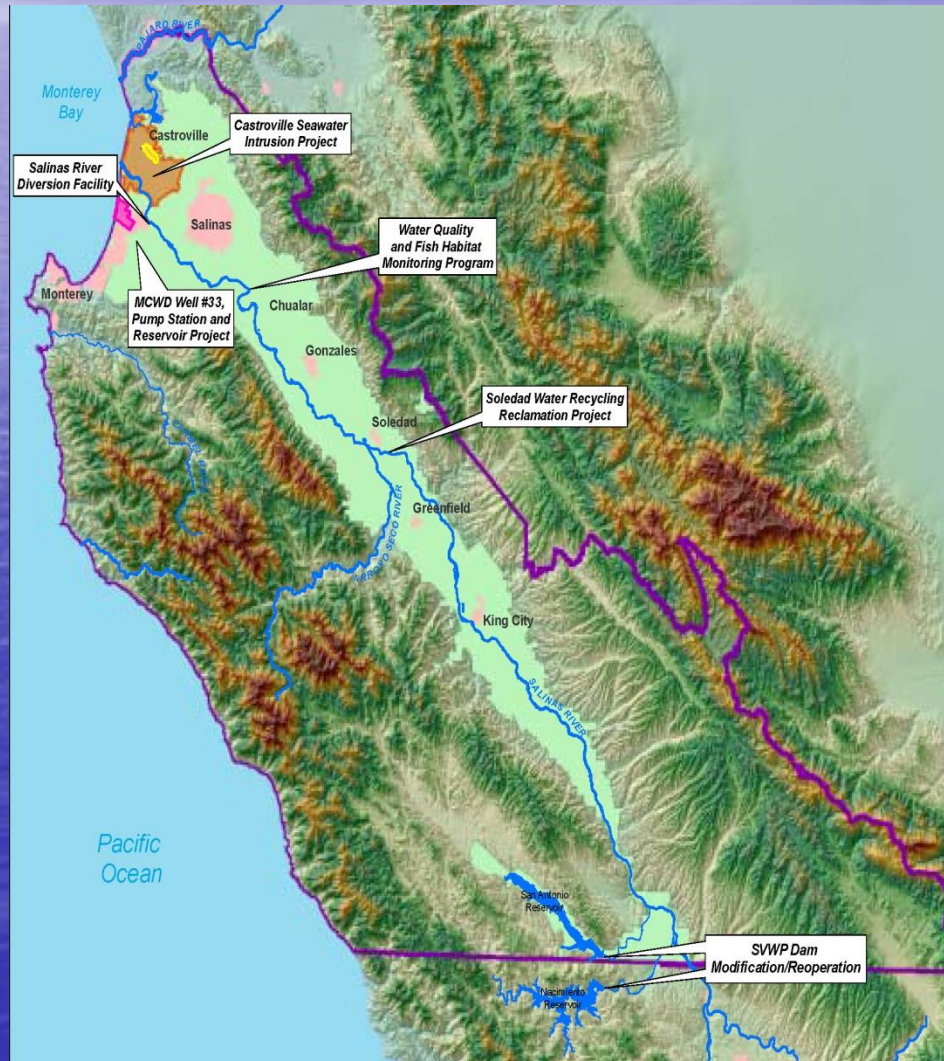 PAJARO RIVER
Monterey
Bay
Castroville
Castroville Seawater
Intrusion Project
Salinas River
Diversion Facility
Salinas
Water Quality
and Fish Habitat
Monitoring Program
Monterey
MCWD Well #33,
Pump Station and
Reservoir Project
Chualar
Gonzales
Soledad Water Recycling
Reclamation Project
Soledad
Greenfield
ARROYO SECO RIVER
King City
SALINAS RIVER
Pacific
Ocean
San Antonio
Reservoir
SVWP Dam
Modification/Reoperation
Nacimiento
Reservoir